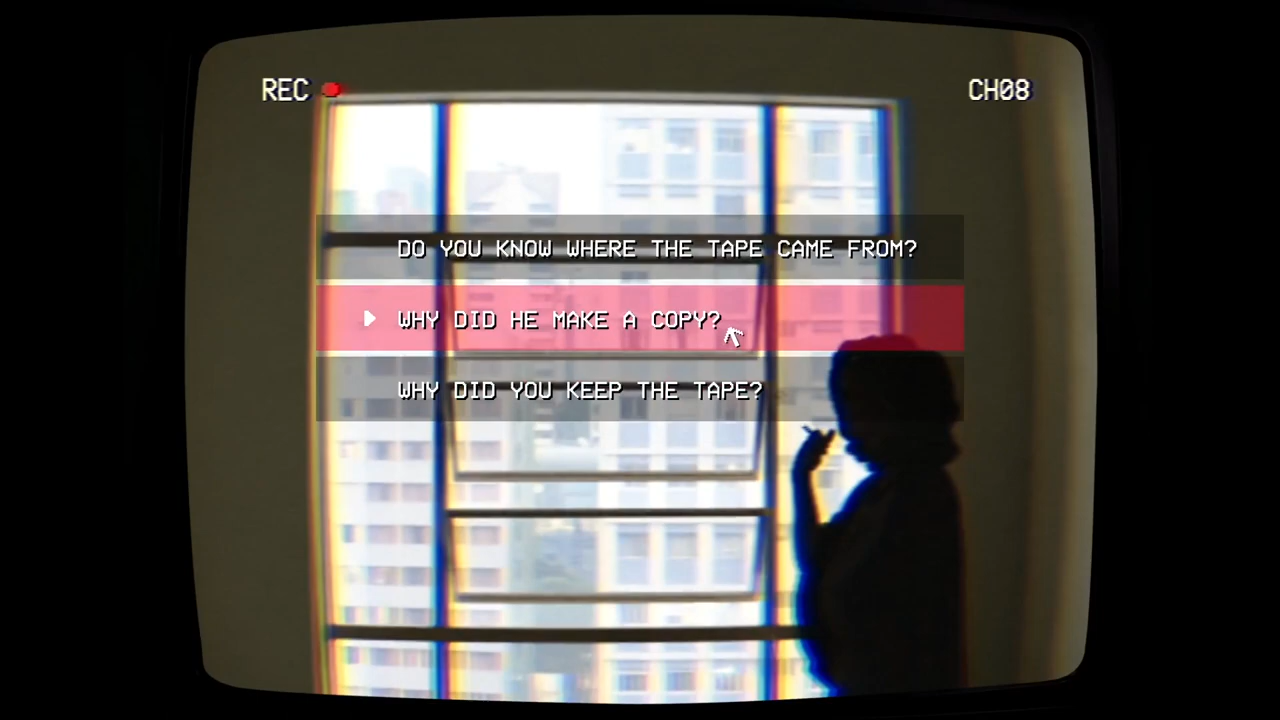 REC
CH08
DO YOU KNOW WHERE THE TAPE CAME FROM?
WHY DID HE MAKE A COPY?
WHY DID YOU KEEP THE TAPE?